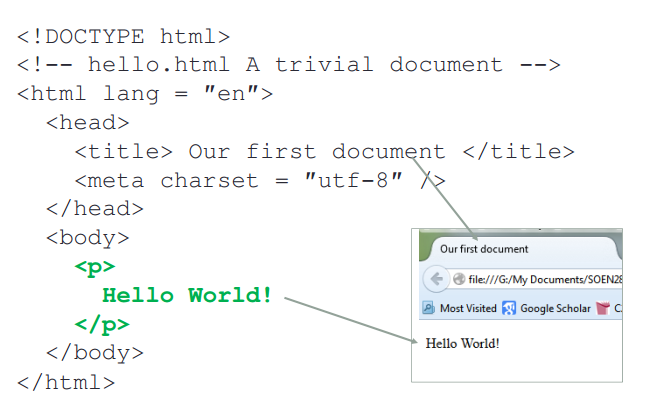 <!DOCTYPE html>
<!-- hello.html A trivial document -->
<html lang = "en">
<head>
<title> Our first document </title>
<meta charset = "utf-8" />
</head>
<body>
<p>
Hello World!
</p>
</body>
</html>
Our first document
file:///G:/My Documents/SOEN28
Most Visited Google Scholar C
Hello World!